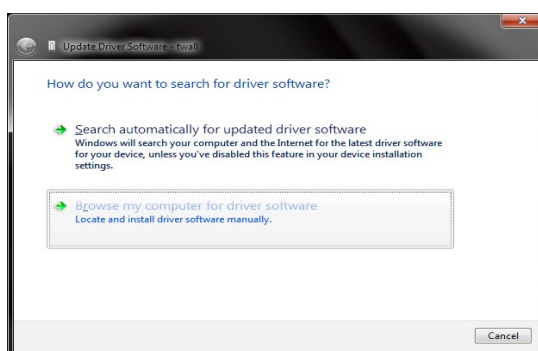 Update Driver Software - twall
How do you want to search for driver software?
Search automatically for updated driver software
Windows will search your computer and the Internet for the latest driver software
for your device, unless you've disabled this feature in your device installation
settings.
Browse my computer for driver software
Locate and install driver software manually.
Cancel